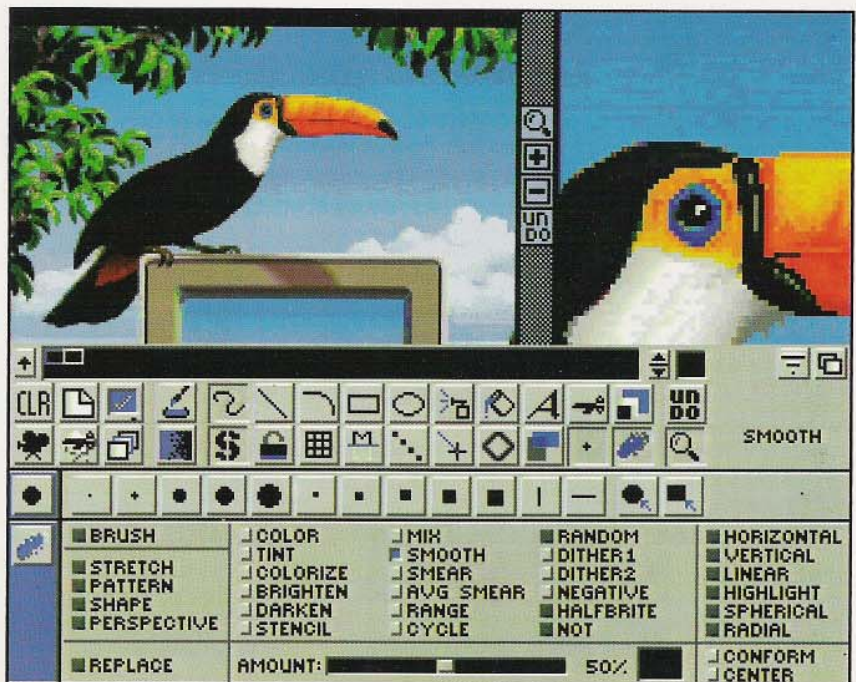 UN
DO
CLR
A
UN
DO
$
M
SMOOTH
BRUSH
STRETCH
PATTERN
SHAPE
PERSPECTIVE
COLOR
TINT
COLORIZE
BRIGHTEN
DARKEN
STENCIL
MIX
SMOOTH
SMEAR
AVG SMEAR
RANGE
CYCLE
RANDOM
DITHER1
DITHER2
NEGATIVE
HALFBRITE
NOT
HORIZONTAL
VERTICAL
LINEAR
HIGHLIGHT
SPHERICAL
RADIAL
REPLACE
AMOUNT: 50%
CONFORM
CENTER